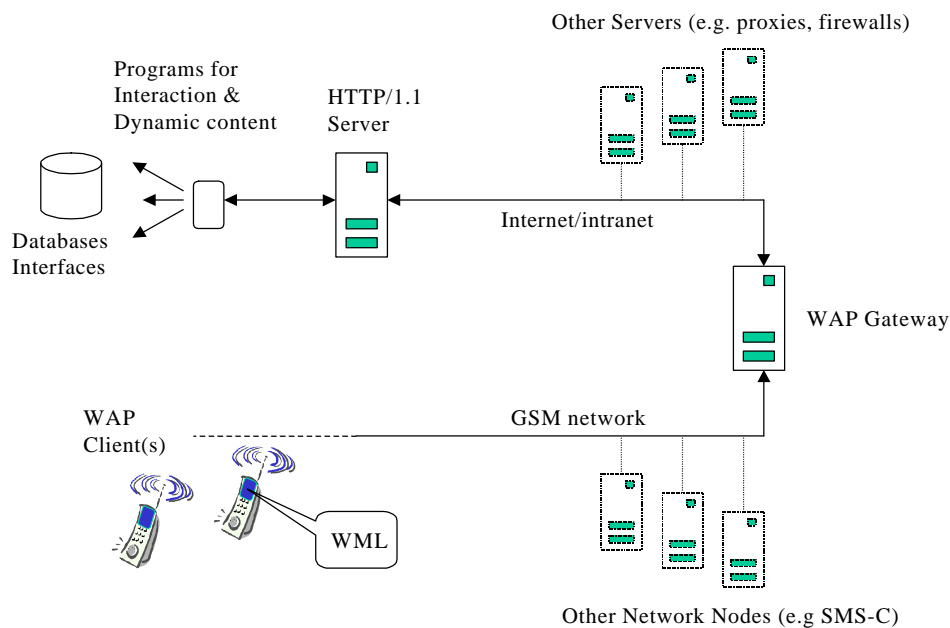 Other Servers (e.g. proxies, firewalls)
Programs for
Interaction &
Dynamic content
HTTP/1.1
Server
Databases
Interfaces
Internet/intranet
WAP Gateway
WAP
Client(s)
GSM network
WML
Other Network Nodes (e.g SMS-C)